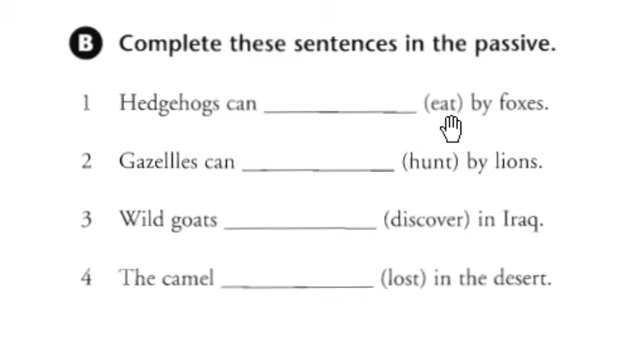 B Complete these sentences in the passive.
1 Hedgehogs can ____________ (eat) by foxes.
2 Gazellles can ____________ (hunt) by lions.
3 Wild goats ____________ (discover) in Iraq.
4 The camel ____________ (lost) in the desert.